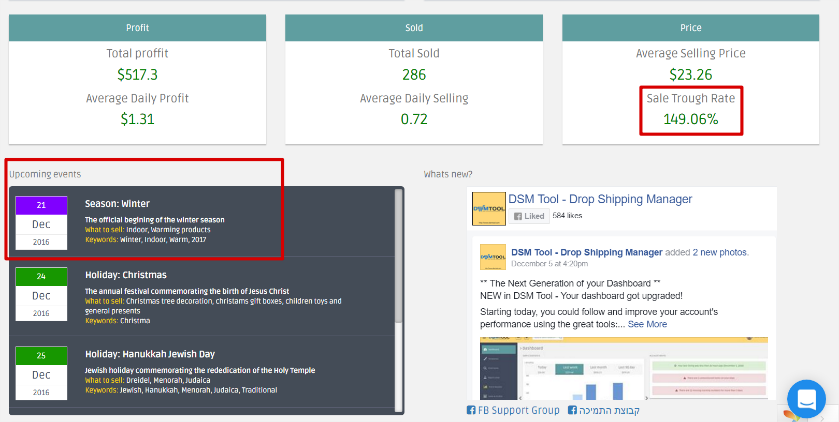 Profit
Total proffit
$517.3
Average Daily Profit
$1.31
Sold
Total Sold
286
Average Daily Selling
0.72
Price
Average Selling Price
$23.26
Sale Trough Rate
149.06%
Upcoming events
21
Dec
2016
Season: Winter
The official begining of the winter season
What to sell: Indoor, Warming products
Keywords: Winter, Indoor, Warm, 2017
24
Dec
2016
Holiday: Christmas
The annual festival commemorating the birth of Jesus Christ
What to sell: Christmas tree decoration, christams gift boxes, children toys and
general presents
Keywords: Christma
25
Dec
2016
Holiday: Hanukkah Jewish Day
Jewish holiday commemorating the rededication of the Holy Temple
What to sell: Dreidel, Menorah, Judaica
Keywords: Jewish, Hanukkah, Menorah, Judaica, Traditional
Whats new?
DSMTOOL
DSM Tool - Drop Shipping Manager
Liked
584 likes
DSMTOOL
DSM Tool - Drop Shipping Manager added 2 new photos.
December 5 at 4:20pm
** The Next Generation of your Dashboard **
NEW in DSM Tool - Your dashboard got upgraded!
Starting today, you could follow and improve your account's
performance using the great tools:... See More
Dashboard
FB Support Group
קבוצת התמיכה